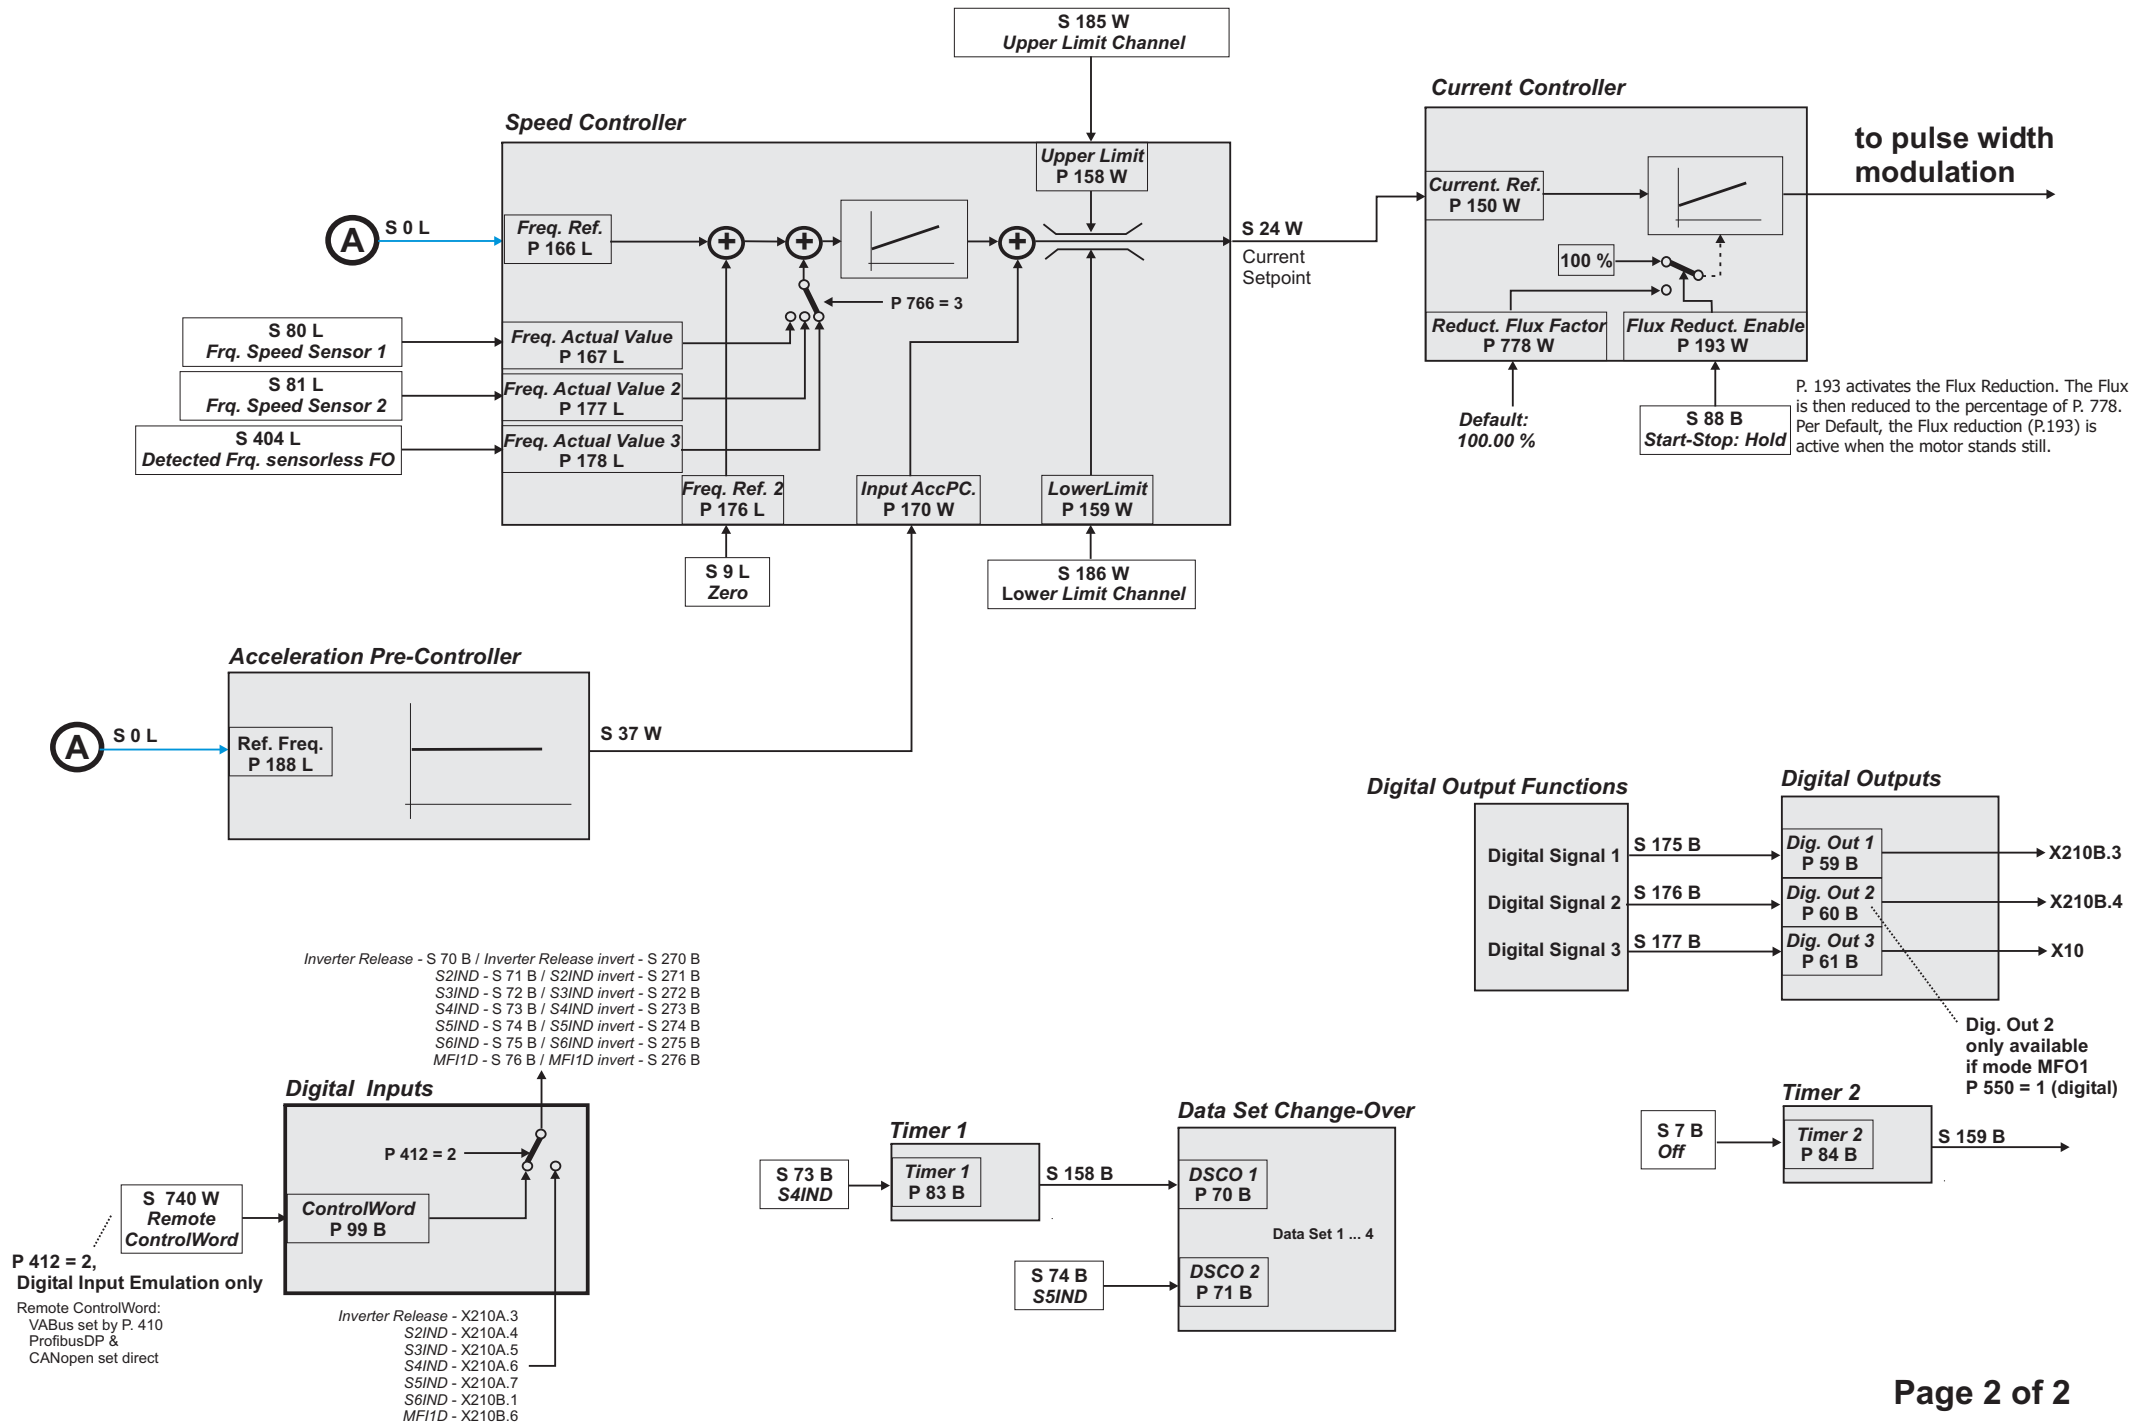 S 185 W
Upper Limit Channel
Speed Controller
Upper Limit
P 158 W
A
S 0 L
Freq. Ref.
P 166 L
+
+
+
P 766 = 3
S 24 W
Current
Setpoint
S 80 L
Frq. Speed Sensor 1
Freq. Actual Value
P 167 L
S 81 L
Frq. Speed Sensor 2
Freq. Actual Value 2
P 177 L
S 404 L
Detected Frq. sensorless FO
Freq. Actual Value 3
P 178 L
Freq. Ref. 2
P 176 L
Input AccPC.
P 170 W
LowerLimit
P 159 W
S 9 L
Zero
S 186 W
Lower Limit Channel
Current Controller
Current. Ref.
P 150 W
to pulse width
modulation
100 %
Reduct. Flux Factor
P 778 W
Flux Reduct. Enable
P 193 W
Default:
100.00 %
S 88 B
Start-Stop: Hold
P. 193 activates the Flux Reduction. The Flux
is then reduced to the percentage of P. 778.
Per Default, the Flux reduction (P.193) is
active when the motor stands still.
Acceleration Pre-Controller
A
S 0 L
Ref. Freq.
P 188 L
S 37 W
Digital Output Functions
Digital Signal 1
Digital Signal 2
Digital Signal 3
S 175 B
S 176 B
S 177 B
Digital Outputs
Dig. Out 1
P 59 B
Dig. Out 2
P 60 B
Dig. Out 3
P 61 B
X210B.3
X210B.4
X10
Dig. Out 2
only available
if mode MFO1
P 550 = 1 (digital)
Inverter Release - S 70 B / Inverter Release invert - S 270 B
S2IND - S 71 B / S2IND invert - S 271 B
S3IND - S 72 B / S3IND invert - S 272 B
S4IND - S 73 B / S4IND invert - S 273 B
S5IND - S 74 B / S5IND invert - S 274 B
S6IND - S 75 B / S6IND invert - S 275 B
MFI1D - S 76 B / MFI1D invert - S 276 B
Digital Inputs
P 412 = 2
S 740 W
Remote
ControlWord
ControlWord
P 99 B
P 412 = 2,
Digital Input Emulation only
Remote ControlWord:
VABus set by P. 410
ProfibusDP &
CANopen set direct
Inverter Release - X210A.3
S2IND - X210A.4
S3IND - X210A.5
S4IND - X210A.6
S5IND - X210A.7
S6IND - X210B.1
MFI1D - X210B.6
Timer 1
S 73 B
S4IND
Timer 1
P 83 B
S 158 B
Data Set Change-Over
DSCO 1
P 70 B
Data Set 1 ... 4
S 74 B
S5IND
DSCO 2
P 71 B
Timer 2
S 7 B
Off
Timer 2
P 84 B
S 159 B
Page 2 of 2